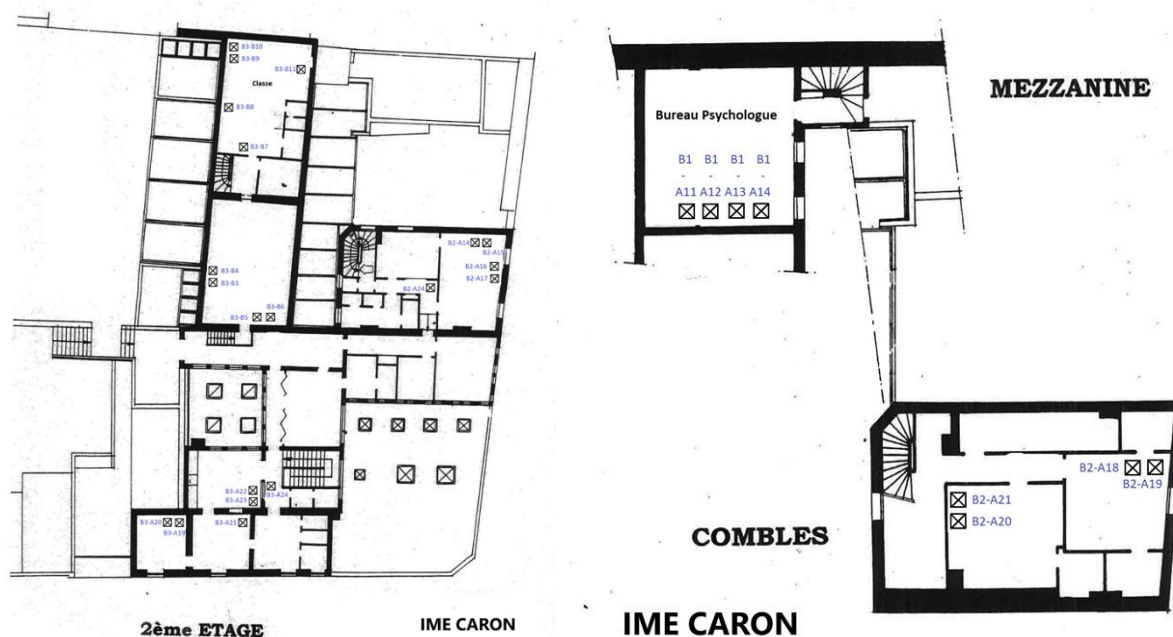 B3-B10
B3-B9
B3-B11
Classe
B3-B8
B3-B7
B2-A14
B2-A15
B2-A16
B2-A17
B2-A24
B3-B4
B3-B3
B3-B6
B3-B5
B3-A22
B3-A23
B3-A24
B3-A20
B3-A19
B3-A21
2ème ETAGE
IME CARON
MEZZANINE
Bureau Psychologue
B1 B1 B1 B1
- - - -
A11 A12 A13 A14
B2-A18
B2-A19
B2-A21
B2-A20
COMBLES
IME CARON